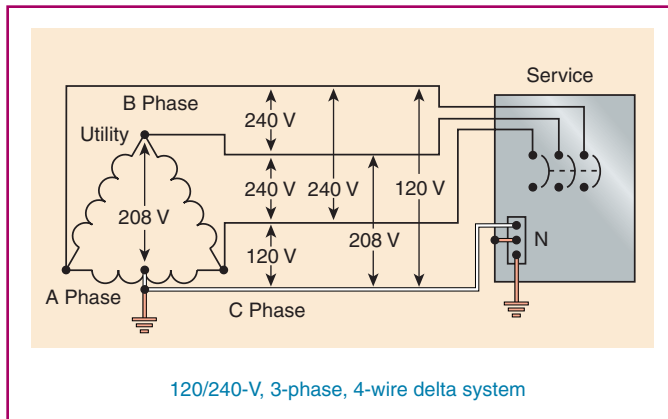 Service
B Phase
Utility
240 V
240 V
240 V
120 V
208 V
120 V
208 V
N
A Phase
C Phase
120/240-V, 3-phase, 4-wire delta system